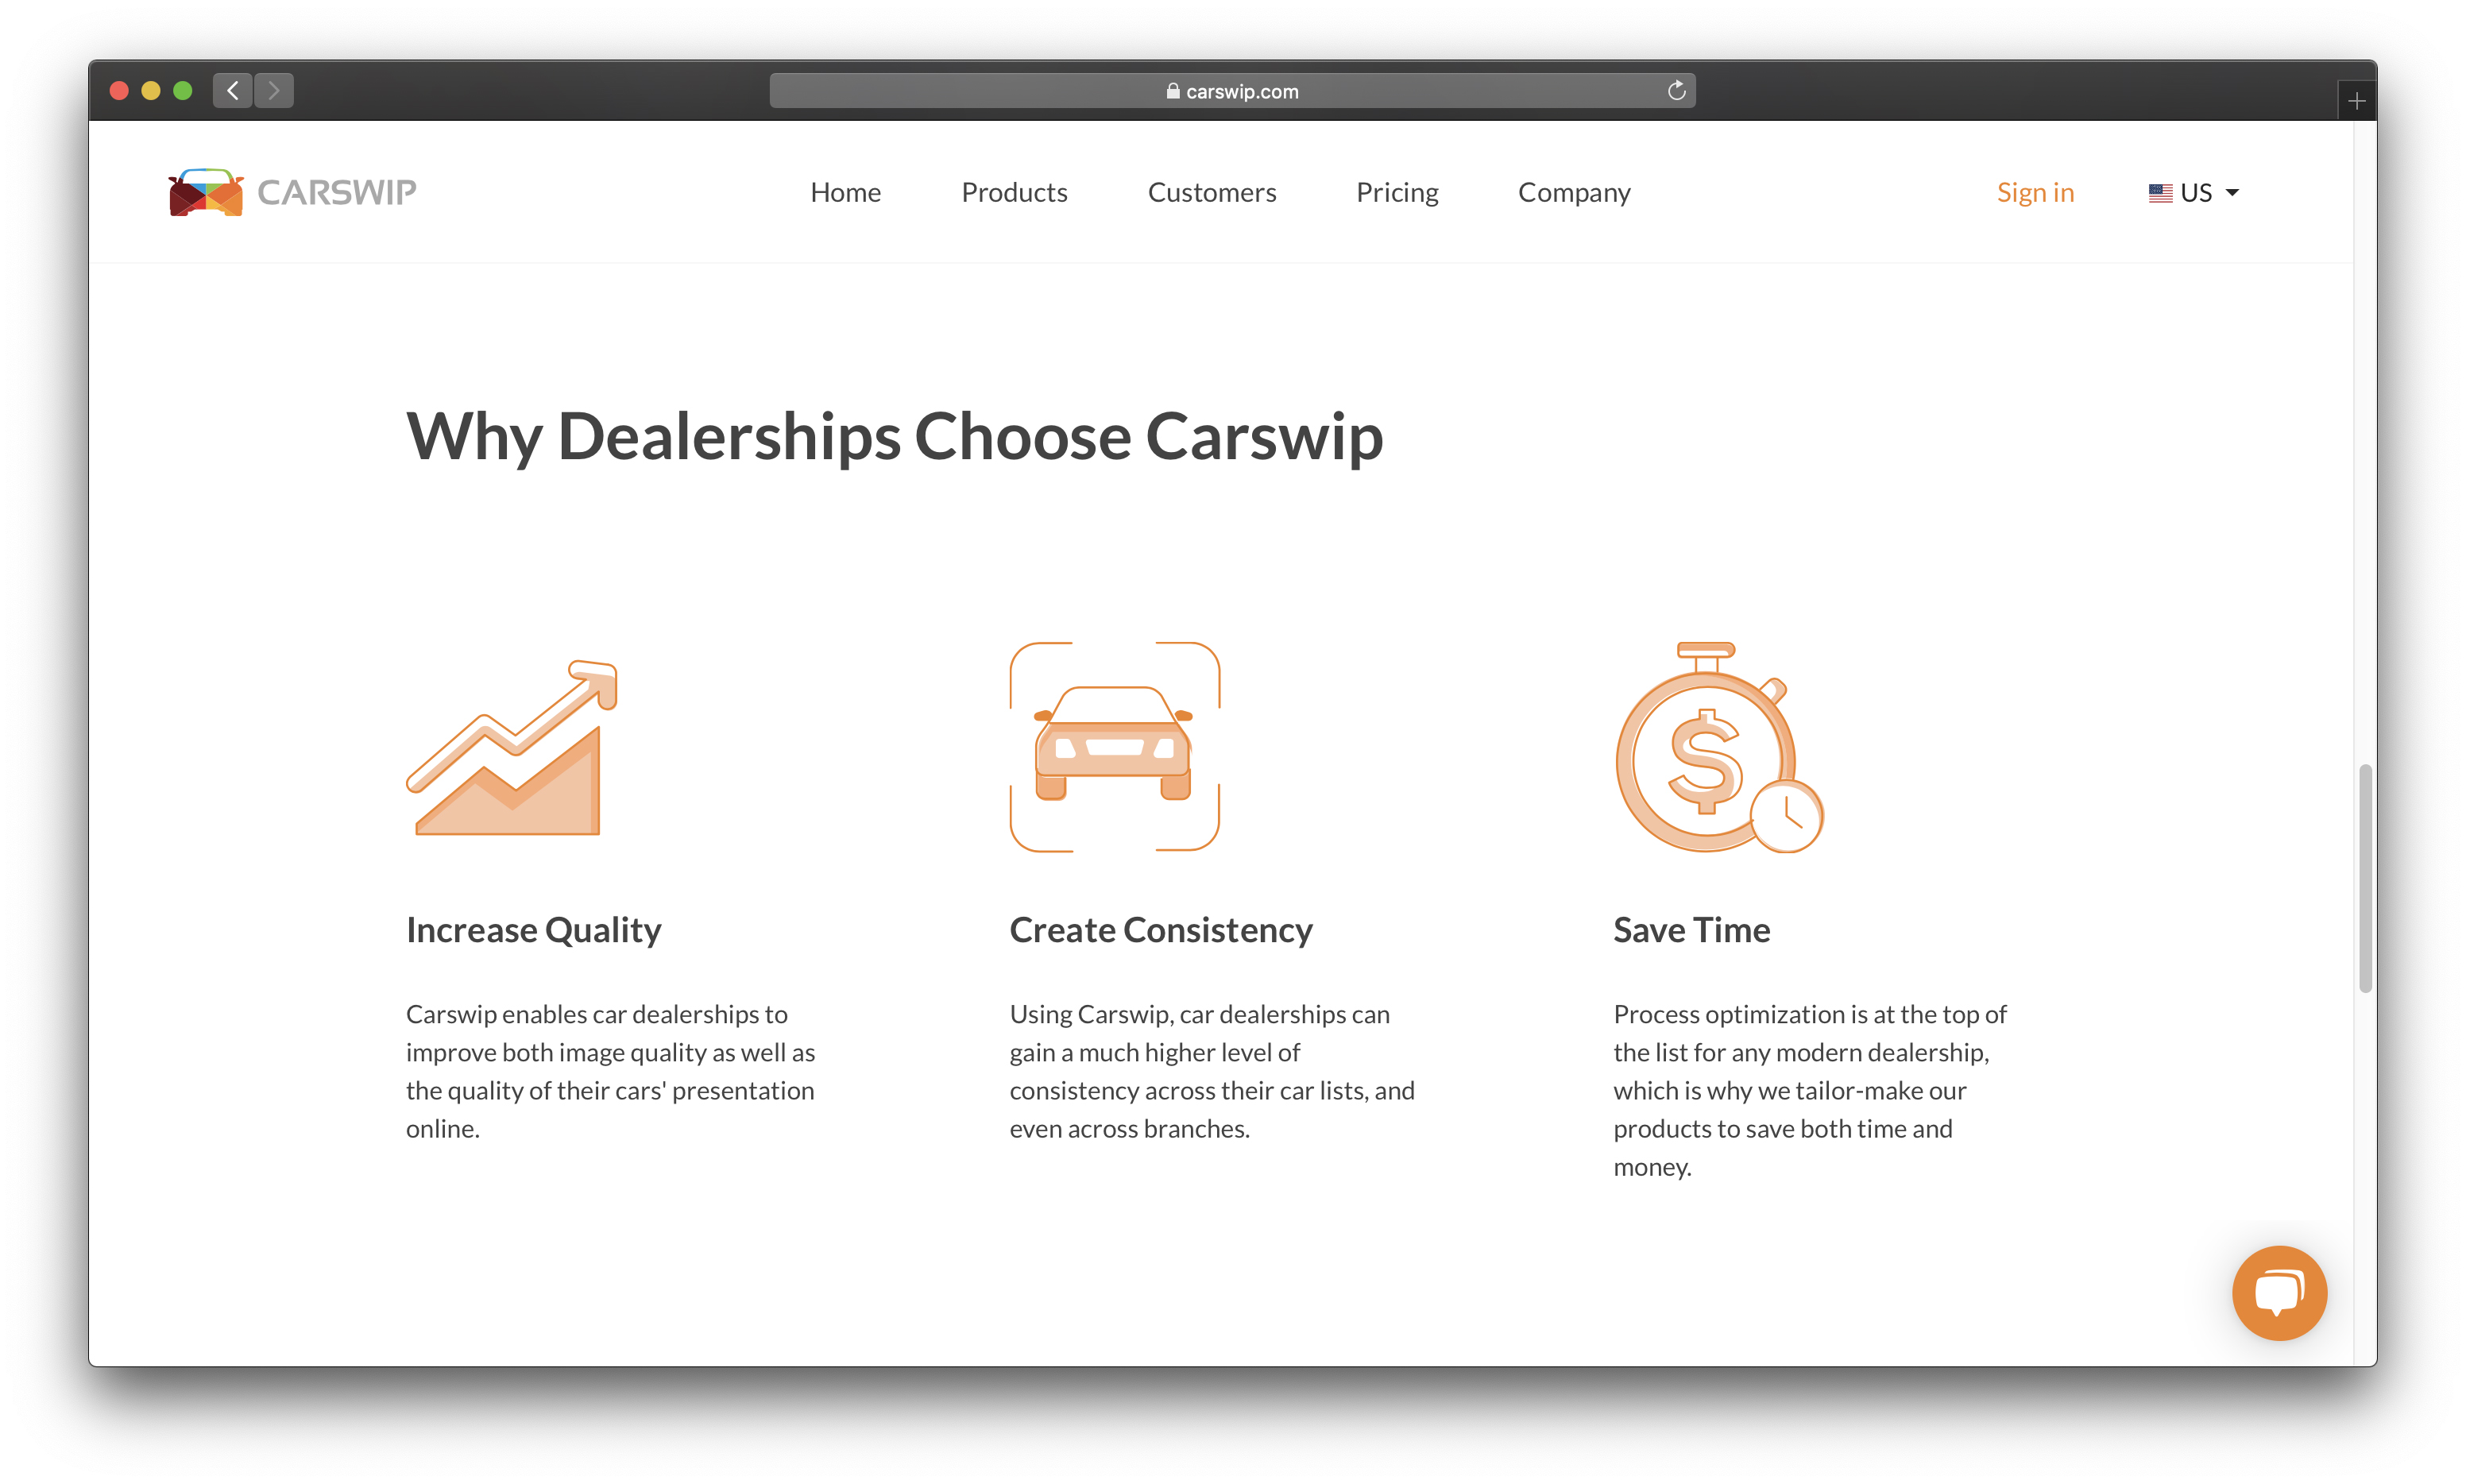 carswip.com
CARSWIP
Home
Products
Customers
Pricing
Company
Sign in
US
Why Dealerships Choose Carswip
$
Increase Quality
Carswip enables car dealerships to
improve both image quality as well as
the quality of their cars' presentation
online.
Create Consistency
Using Carswip, car dealerships can
gain a much higher level of
consistency across their car lists, and
even across branches.
Save Time
Process optimization is at the top of
the list for any modern dealership,
which is why we tailor-make our
products to save both time and
money.